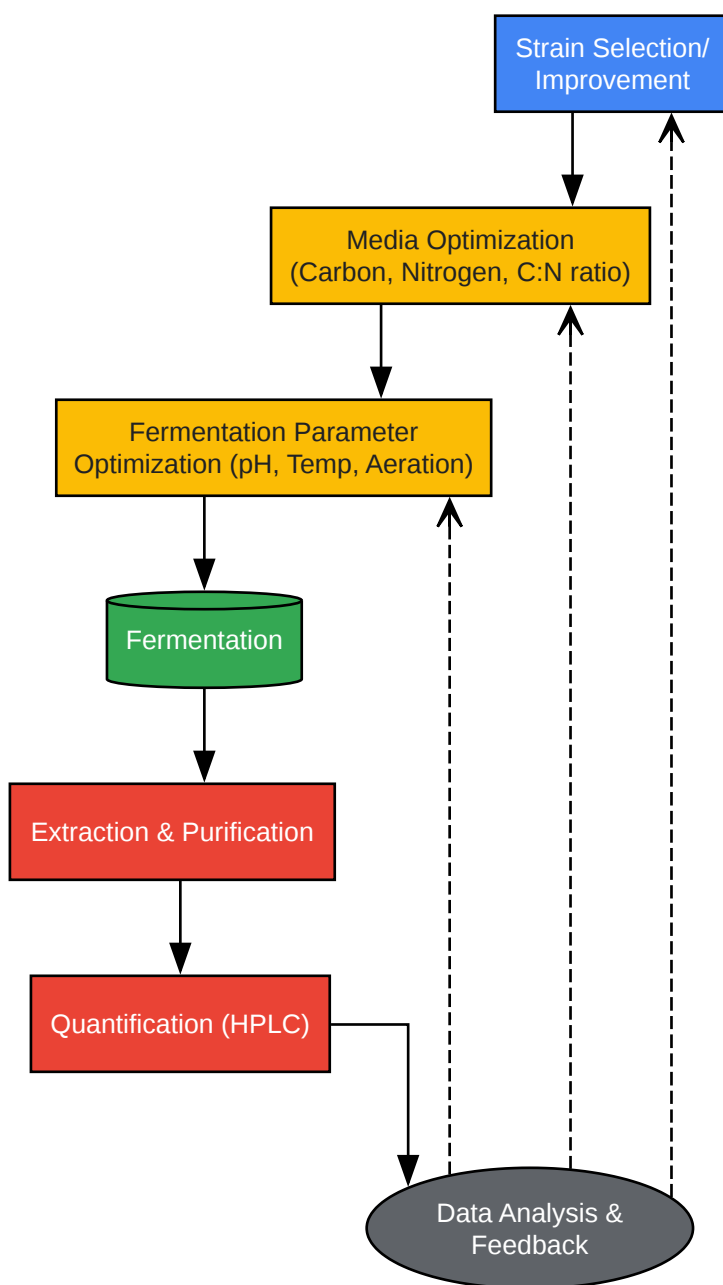 Strain Selection/
Improvement
Media Optimization
(Carbon, Nitrogen, C:N ratio)
Fermentation Parameter
Optimization (pH, Temp, Aeration)
Fermentation
Extraction & Purification
Quantification (HPLC)
Data Analysis &
Feedback